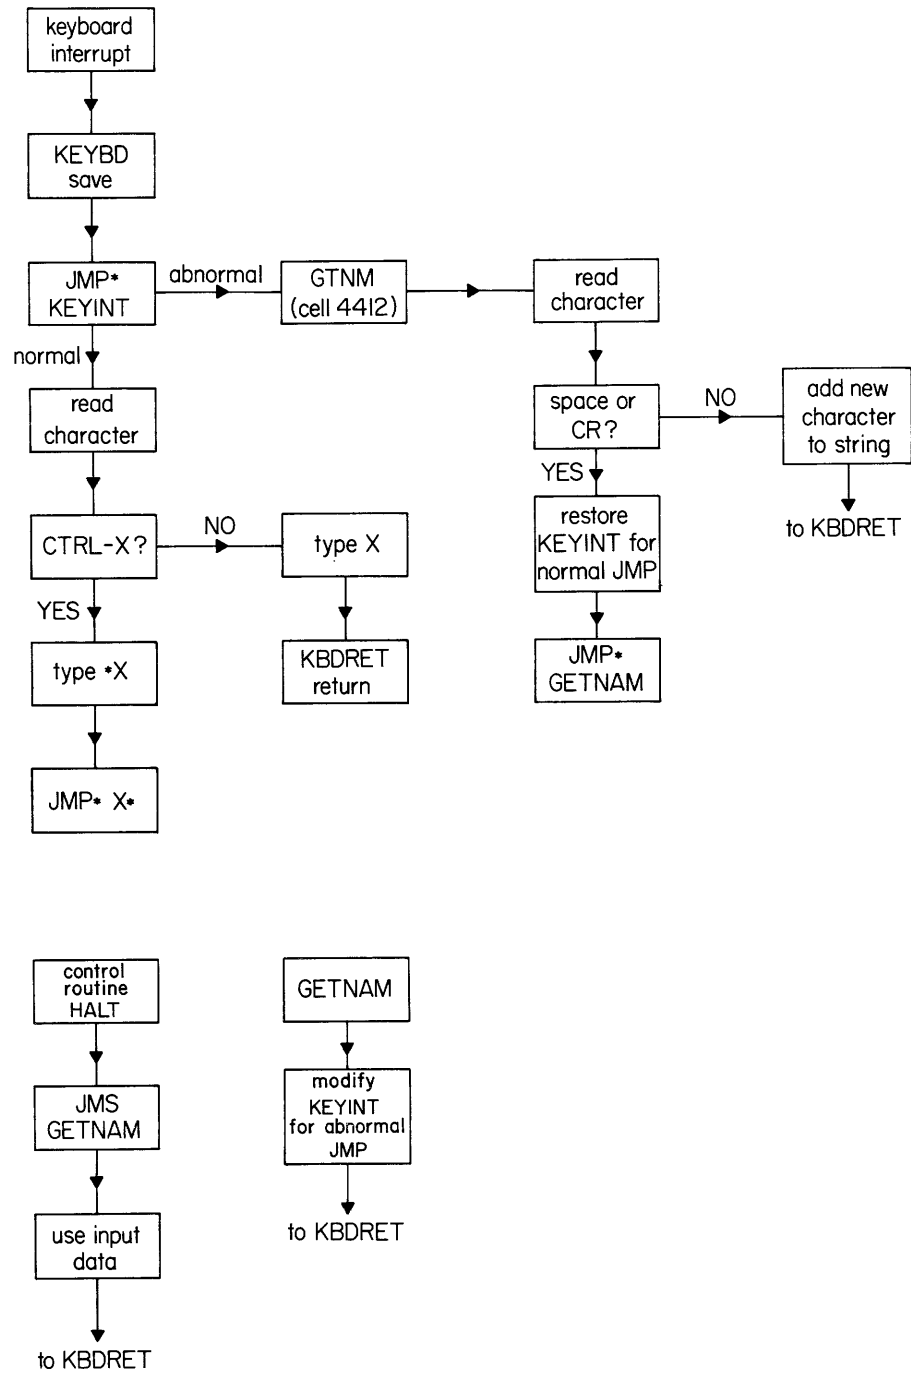 keyboard
interrupt
KEYBD
save
JMP*
KEYINT
abnormal
GTNM
(cell 4412)
read
character
normal
read
character
space or
CR?
NO
add new
character
to string
YES
to KBDRET
restore
KEYINT for
normal JMP
CTRL-X?
NO
type X
YES
KBDRET
return
JMP*
GETNAM
type *X
JMP* X*
control
routine
HALT
GETNAM
JMS
GETNAM
modify
KEYINT
for abnormal
JMP
use input
data
to KBDRET
to KBDRET